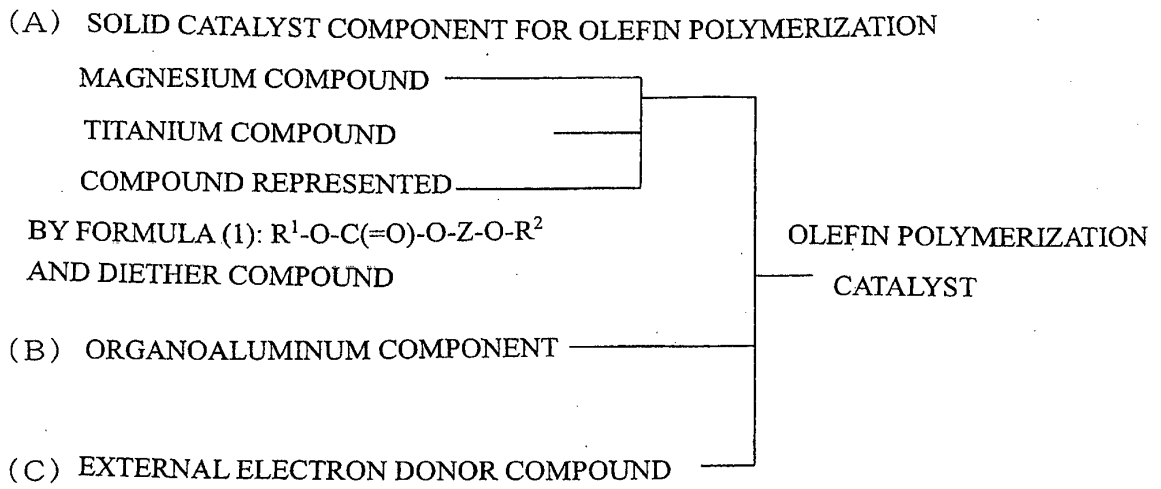 (A) SOLID CATALYST COMPONENT FOR OLEFIN POLYMERIZATION
MAGNESIUM COMPOUND
TITANIUM COMPOUND
COMPOUND REPRESENTED
BY FORMULA (1): R¹-O-C(=O)-O-Z-O-R²
AND DIETHER COMPOUND
OLEFIN POLYMERIZATION
CATALYST
(B) ORGANOALUMINUM COMPONENT
(C) EXTERNAL ELECTRON DONOR COMPOUND